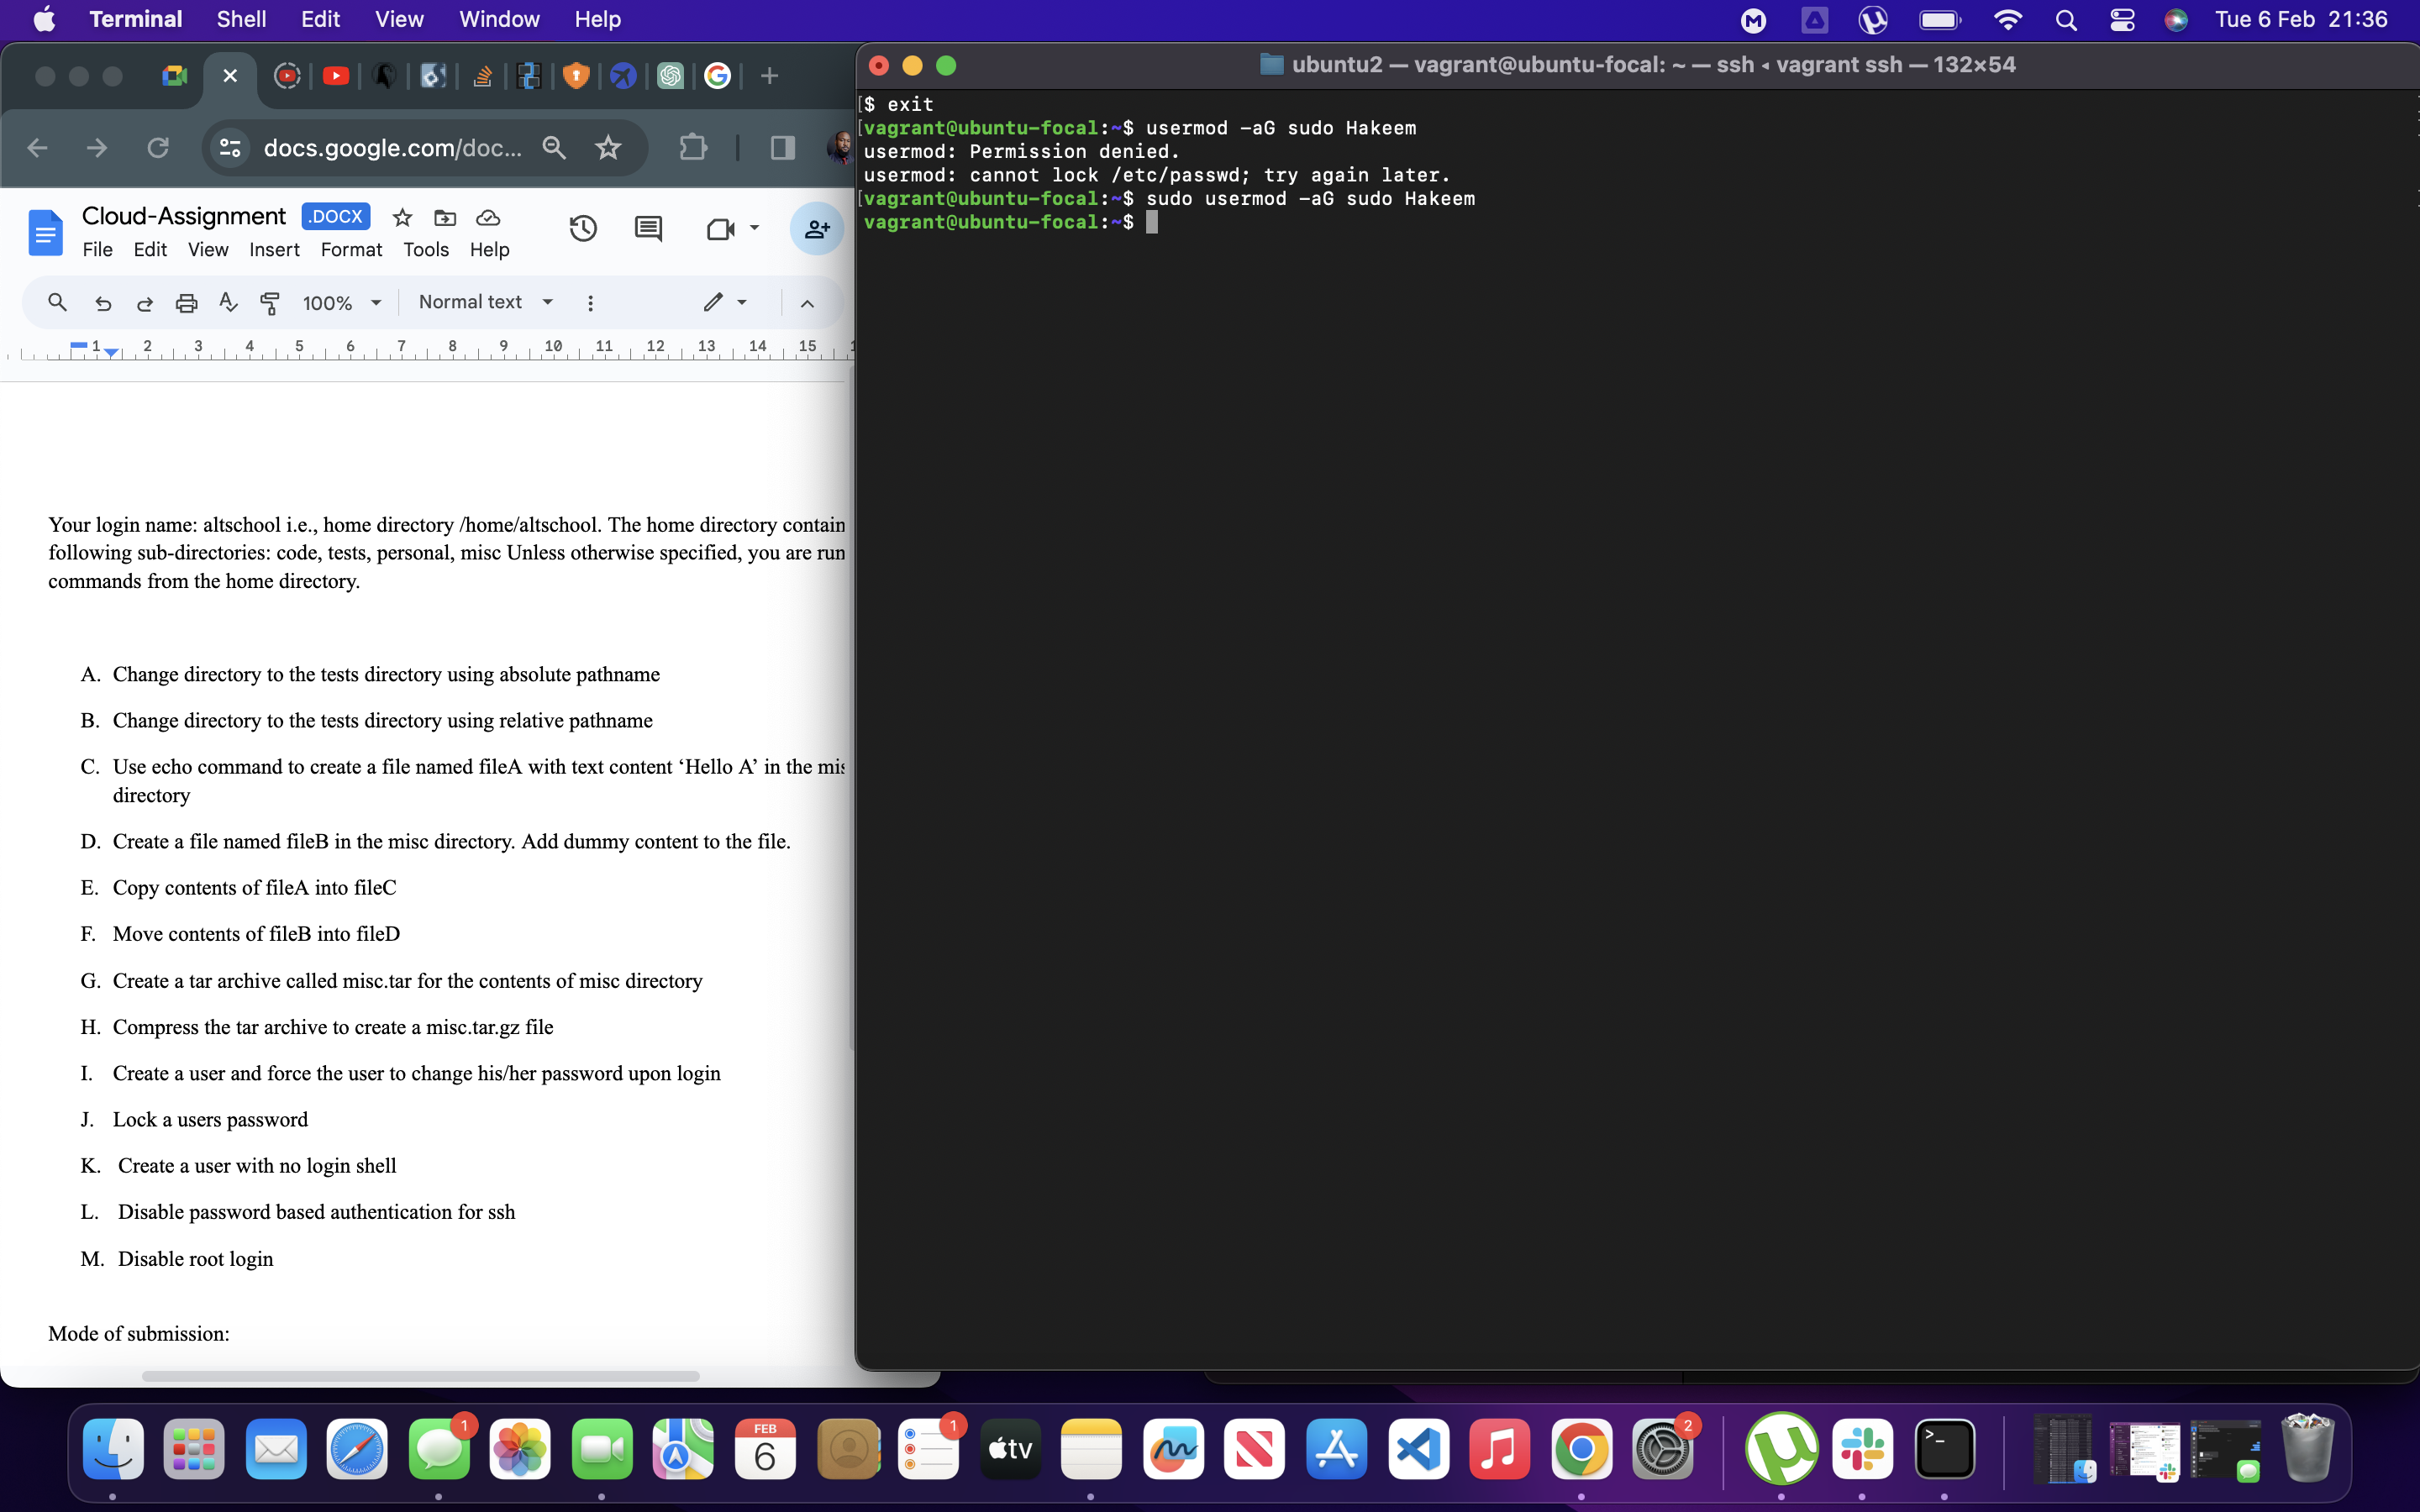 Terminal Shell Edit View Window Help
Tue 6 Feb 21:36
docs.google.com/doc...
Cloud-Assignment .DOCX
File Edit View Insert Format Tools Help
100% Normal text
1 2 3 4 5 6 7 8 9 10 11 12 13 14 15
Your login name: altschool i.e., home directory /home/altschool. The home directory contain
following sub-directories: code, tests, personal, misc Unless otherwise specified, you are run
commands from the home directory.
A. Change directory to the tests directory using absolute pathname
B. Change directory to the tests directory using relative pathname
C. Use echo command to create a file named fileA with text content ‘Hello A’ in the mis
directory
D. Create a file named fileB in the misc directory. Add dummy content to the file.
E. Copy contents of fileA into fileC
F. Move contents of fileB into fileD
G. Create a tar archive called misc.tar for the contents of misc directory
H. Compress the tar archive to create a misc.tar.gz file
I. Create a user and force the user to change his/her password upon login
J. Lock a users password
K. Create a user with no login shell
L. Disable password based authentication for ssh
M. Disable root login
Mode of submission:
ubuntu2 — vagrant@ubuntu-focal: ~ — ssh ◂ vagrant ssh — 132×54
[$ exit
[vagrant@ubuntu-focal:~$ usermod -aG sudo Hakeem
usermod: Permission denied.
usermod: cannot lock /etc/passwd; try again later.
[vagrant@ubuntu-focal:~$ sudo usermod -aG sudo Hakeem
vagrant@ubuntu-focal:~$
1
FEB
6
1
tv
2
>_